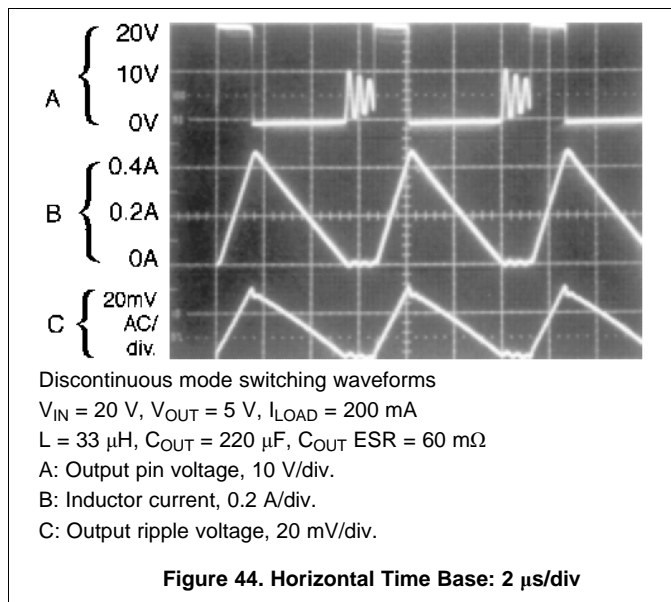 20V
10V
A {
0V
0.4A
B { 0.2A
0A
20mV
C { AC/
div.
Discontinuous mode switching waveforms
V_IN = 20 V, V_OUT = 5 V, I_LOAD = 200 mA
L = 33 μH, C_OUT = 220 μF, C_OUT ESR = 60 mΩ
A: Output pin voltage, 10 V/div.
B: Inductor current, 0.2 A/div.
C: Output ripple voltage, 20 mV/div.
Figure 44. Horizontal Time Base: 2 μs/div